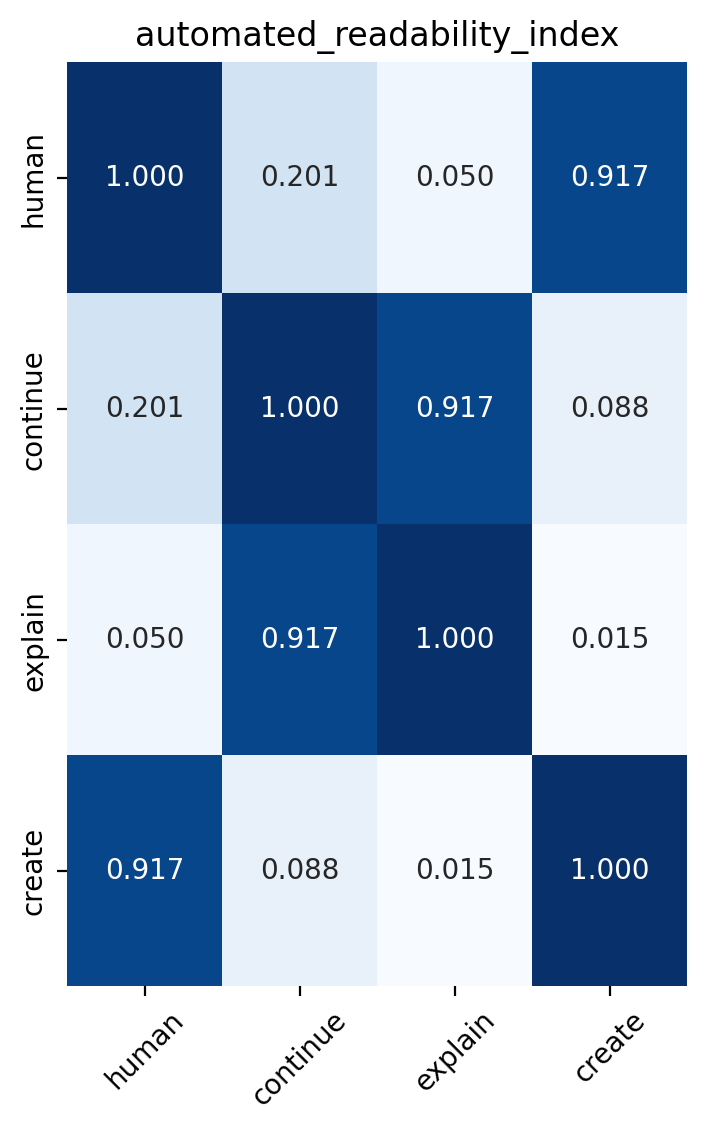 automated_readability_index
human 1.000 0.201 0.050 0.917
continue 0.201 1.000 0.917 0.088
explain 0.050 0.917 1.000 0.015
create 0.917 0.088 0.015 1.000
human continue explain create